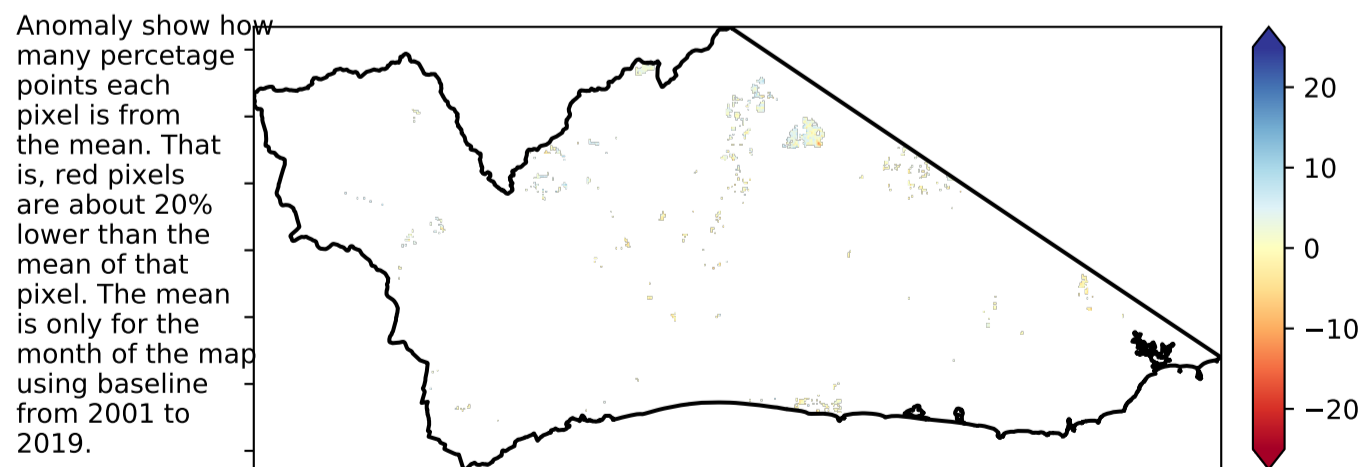 Anomaly show how
many percetage
points each
pixel is from
the mean. That
is, red pixels
are about 20%
lower than the
mean of that
pixel. The mean
is only for the
month of the map
using baseline
from 2001 to
2019.
20
10
0
−10
−20